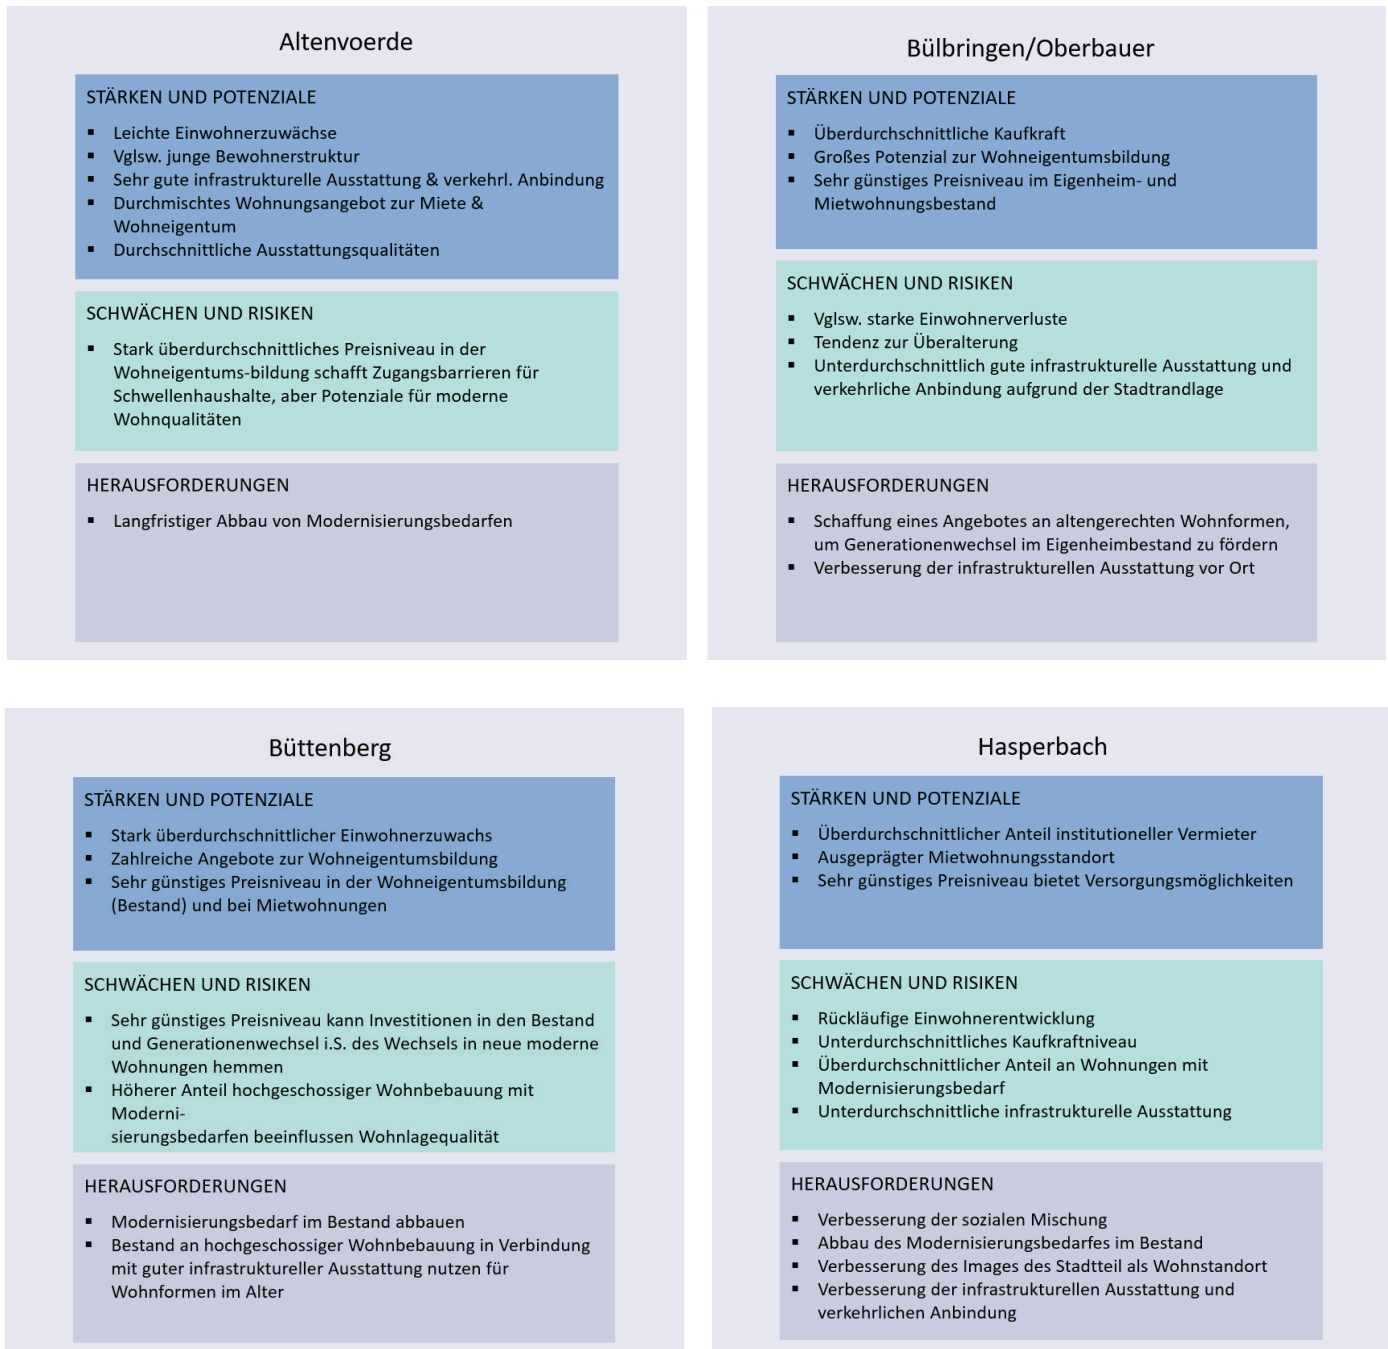 Altenvoerde
STÄRKEN UND POTENZIALE
▪ Leichte Einwohnerzuwächse
▪ Vglsw. junge Bewohnerstruktur
▪ Sehr gute infrastrukturelle Ausstattung & verkehrl. Anbindung
▪ Durchmischtes Wohnungsangebot zur Miete &
Wohneigentum
▪ Durchschnittliche Ausstattungsqualitäten
SCHWÄCHEN UND RISIKEN
▪ Stark überdurchschnittliches Preisniveau in der
Wohneigentums-bildung schafft Zugangsbarrieren für
Schwellenhaushalte, aber Potenziale für moderne
Wohnqualitäten
HERAUSFORDERUNGEN
▪ Langfristiger Abbau von Modernisierungsbedarfen
Bülbringen/Oberbauer
STÄRKEN UND POTENZIALE
▪ Überdurchschnittliche Kaufkraft
▪ Großes Potenzial zur Wohneigentumsbildung
▪ Sehr günstiges Preisniveau im Eigenheim- und
Mietwohnungsbestand
SCHWÄCHEN UND RISIKEN
▪ Vglsw. starke Einwohnerverluste
▪ Tendenz zur Überalterung
▪ Unterdurchschnittlich gute infrastrukturelle Ausstattung und
verkehrliche Anbindung aufgrund der Stadtrandlage
HERAUSFORDERUNGEN
▪ Schaffung eines Angebotes an altengerechten Wohnformen,
um Generationenwechsel im Eigenheimbestand zu fördern
▪ Verbesserung der infrastrukturellen Ausstattung vor Ort
Büttenberg
STÄRKEN UND POTENZIALE
▪ Stark überdurchschnittlicher Einwohnerzuwachs
▪ Zahlreiche Angebote zur Wohneigentumsbildung
▪ Sehr günstiges Preisniveau in der Wohneigentumsbildung
(Bestand) und bei Mietwohnungen
SCHWÄCHEN UND RISIKEN
▪ Sehr günstiges Preisniveau kann Investitionen in den Bestand
und Generationenwechsel i.S. des Wechsels in neue moderne
Wohnungen hemmen
▪ Höherer Anteil hochgeschossiger Wohnbebauung mit
Moderni-
sierungsbedarfen beeinflussen Wohnlagequalität
HERAUSFORDERUNGEN
▪ Modernisierungsbedarf im Bestand abbauen
▪ Bestand an hochgeschossiger Wohnbebauung in Verbindung
mit guter infrastruktureller Ausstattung nutzen für
Wohnformen im Alter
Hasperbach
STÄRKEN UND POTENZIALE
▪ Überdurchschnittlicher Anteil institutioneller Vermieter
▪ Ausgeprägter Mietwohnungsstandort
▪ Sehr günstiges Preisniveau bietet Versorgungsmöglichkeiten
SCHWÄCHEN UND RISIKEN
▪ Rückläufige Einwohnerentwicklung
▪ Unterdurchschnittliches Kaufkraftniveau
▪ Überdurchschnittlicher Anteil an Wohnungen mit
Modernisierungsbedarf
▪ Unterdurchschnittliche infrastrukturelle Ausstattung
HERAUSFORDERUNGEN
▪ Verbesserung der sozialen Mischung
▪ Abbau des Modernisierungsbedarfes im Bestand
▪ Verbesserung des Images des Stadtteil als Wohnstandort
▪ Verbesserung der infrastrukturellen Ausstattung und
verkehrlichen Anbindung